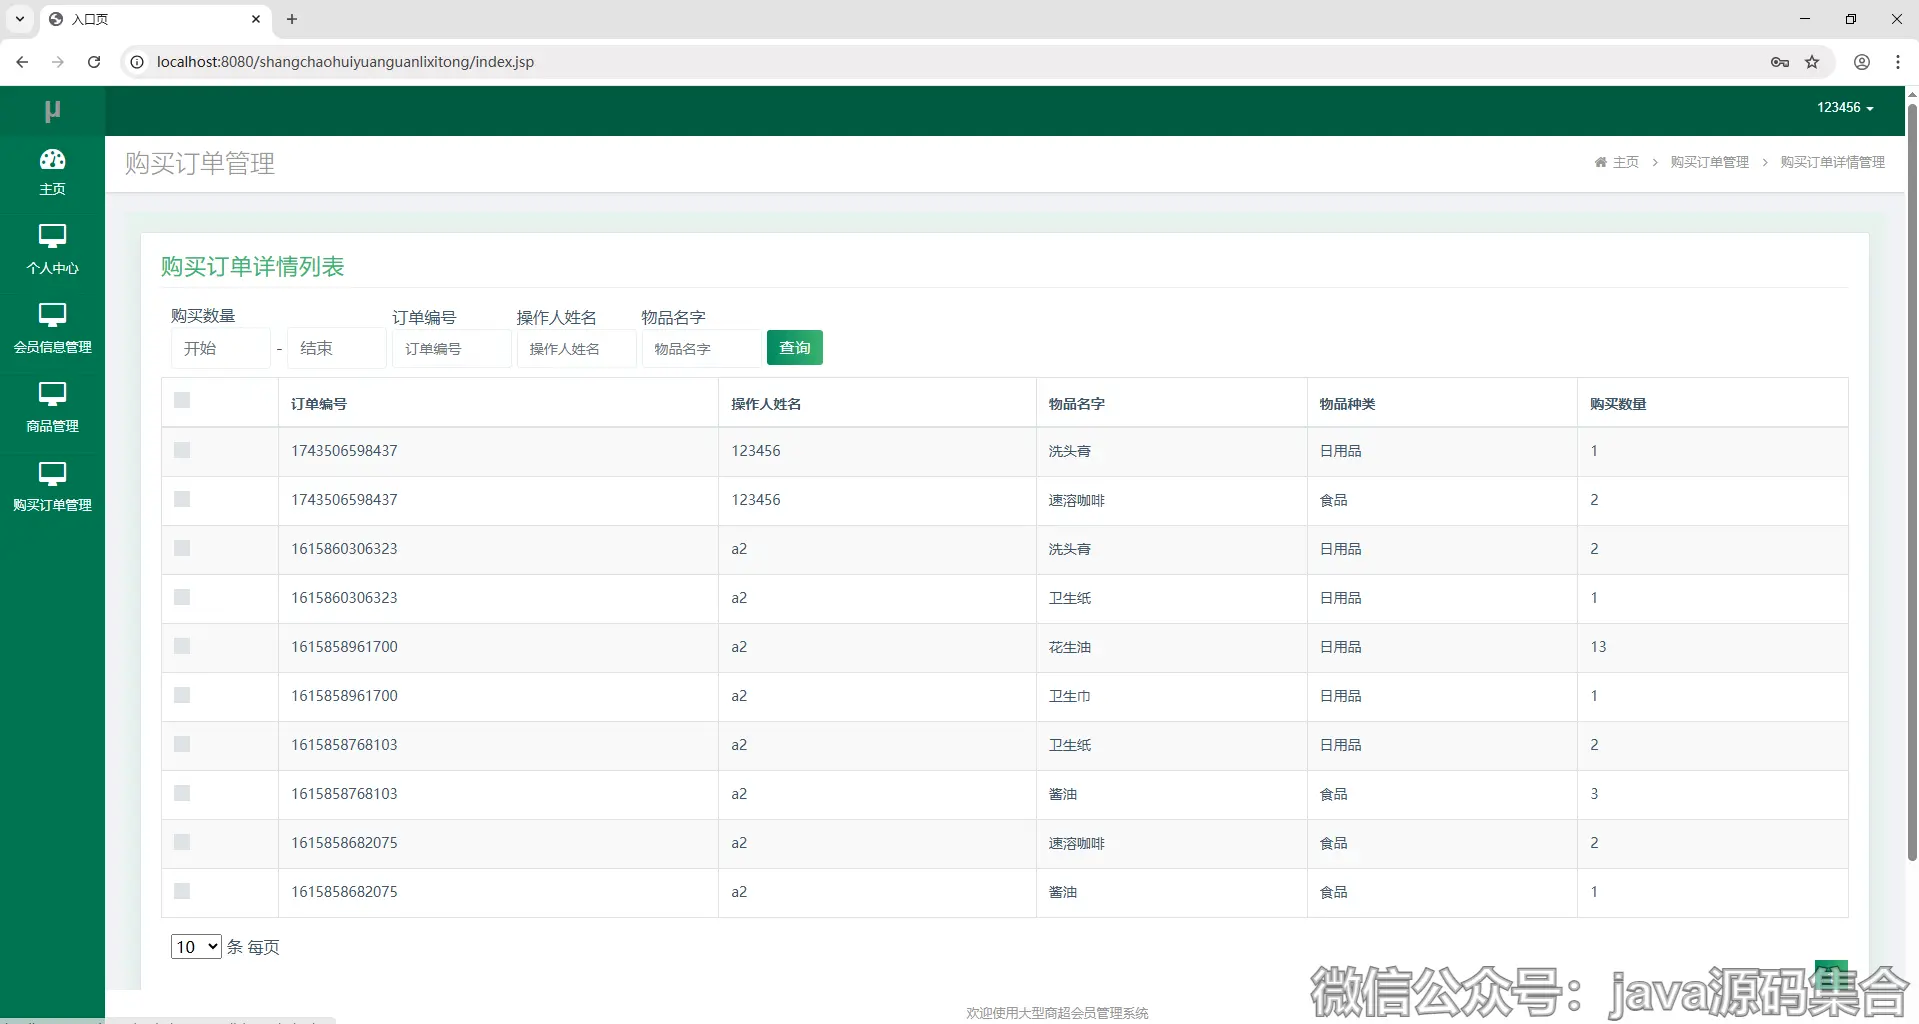 入口页
localhost:8080/shangchaohuiyuanguanlixitong/index.jsp
µ
123456
主页
个人中心
会员信息管理
商品管理
购买订单管理
购买订单管理
主页 > 购买订单管理 > 购买订单详情管理
购买订单详情列表
购买数量 订单编号 操作人姓名 物品名字
开始 - 结束 订单编号 操作人姓名 物品名字 查询
订单编号 操作人姓名 物品名字 物品种类 购买数量
1743506598437 123456 洗头膏 日用品 1
1743506598437 123456 速溶咖啡 食品 2
1615860306323 a2 洗头膏 日用品 2
1615860306323 a2 卫生纸 日用品 1
1615858961700 a2 花生油 日用品 13
1615858961700 a2 卫生巾 日用品 1
1615858768103 a2 卫生纸 日用品 2
1615858768103 a2 酱油 食品 3
1615858682075 a2 速溶咖啡 食品 2
1615858682075 a2 酱油 食品 1
10 条 每页
微信公众号：java源码集合
欢迎使用大型商超会员管理系统